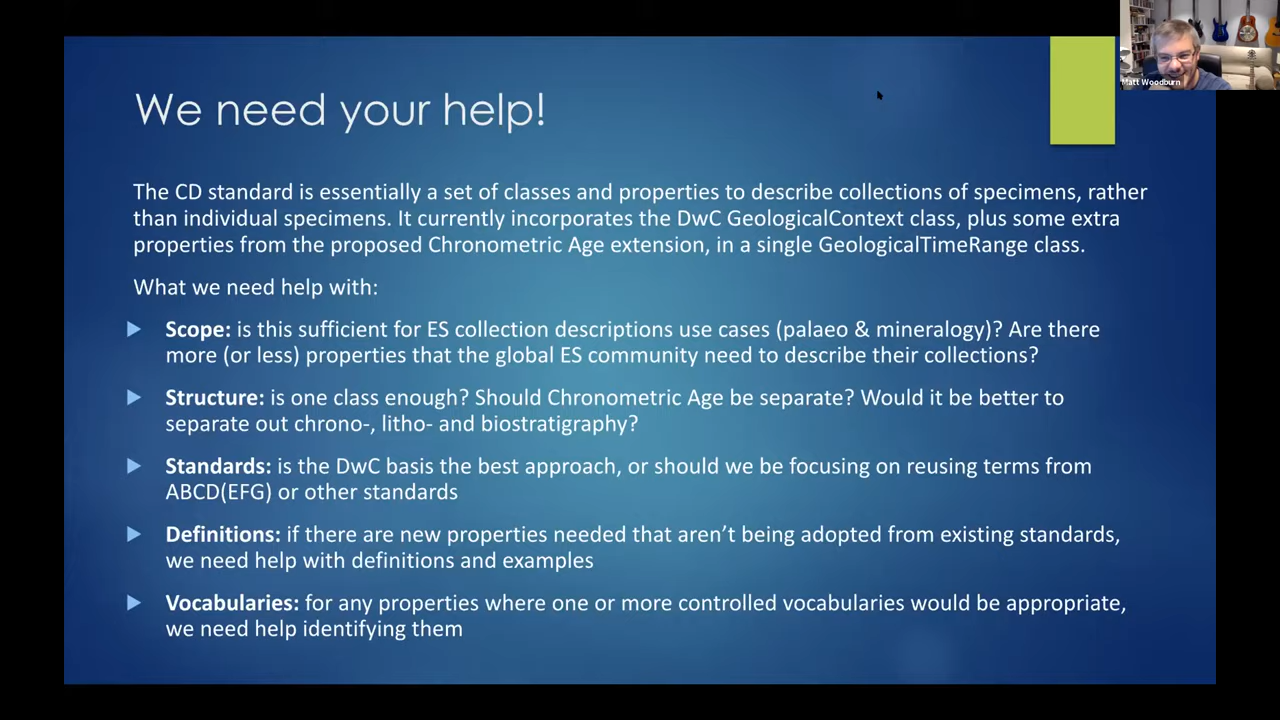 We need your help!
Matt Woodburn
The CD standard is essentially a set of classes and properties to describe collections of specimens, rather
than individual specimens. It currently incorporates the DwC GeologicalContext class, plus some extra
properties from the proposed Chronometric Age extension, in a single GeologicalTimeRange class.
What we need help with:
Scope: is this sufficient for ES collection descriptions use cases (palaeo & mineralogy)? Are there
more (or less) properties that the global ES community need to describe their collections?
Structure: is one class enough? Should Chronometric Age be separate? Would it be better to
separate out chrono-, litho- and biostratigraphy?
Standards: is the DwC basis the best approach, or should we be focusing on reusing terms from
ABCD(EFG) or other standards
Definitions: if there are new properties needed that aren't being adopted from existing standards,
we need help with definitions and examples
Vocabularies: for any properties where one or more controlled vocabularies would be appropriate,
we need help identifying them